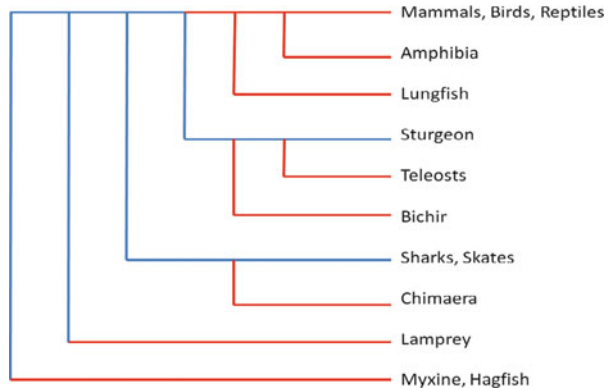 Mammals, Birds, Reptiles
Amphibia
Lungfish
Sturgeon
Teleosts
Bichir
Sharks, Skates
Chimaera
Lamprey
Myxine, Hagfish